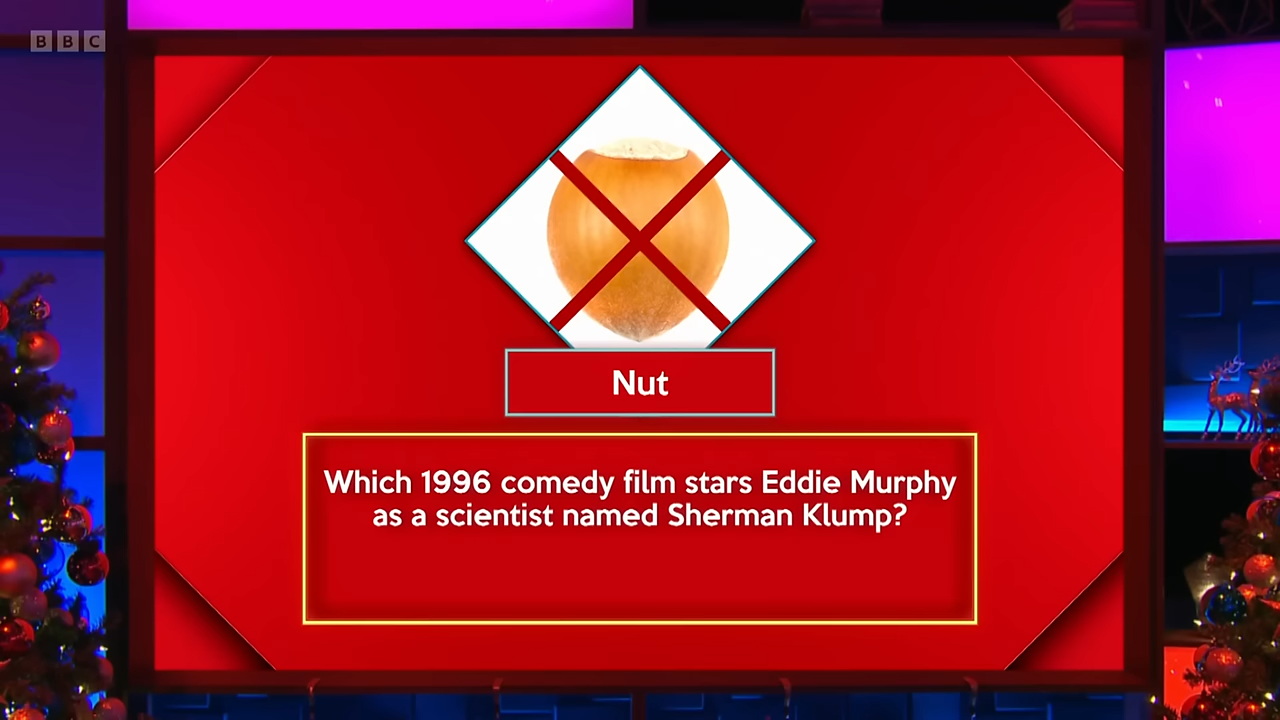 BBC
Nut
Which 1996 comedy film stars Eddie Murphy
as a scientist named Sherman Klump?